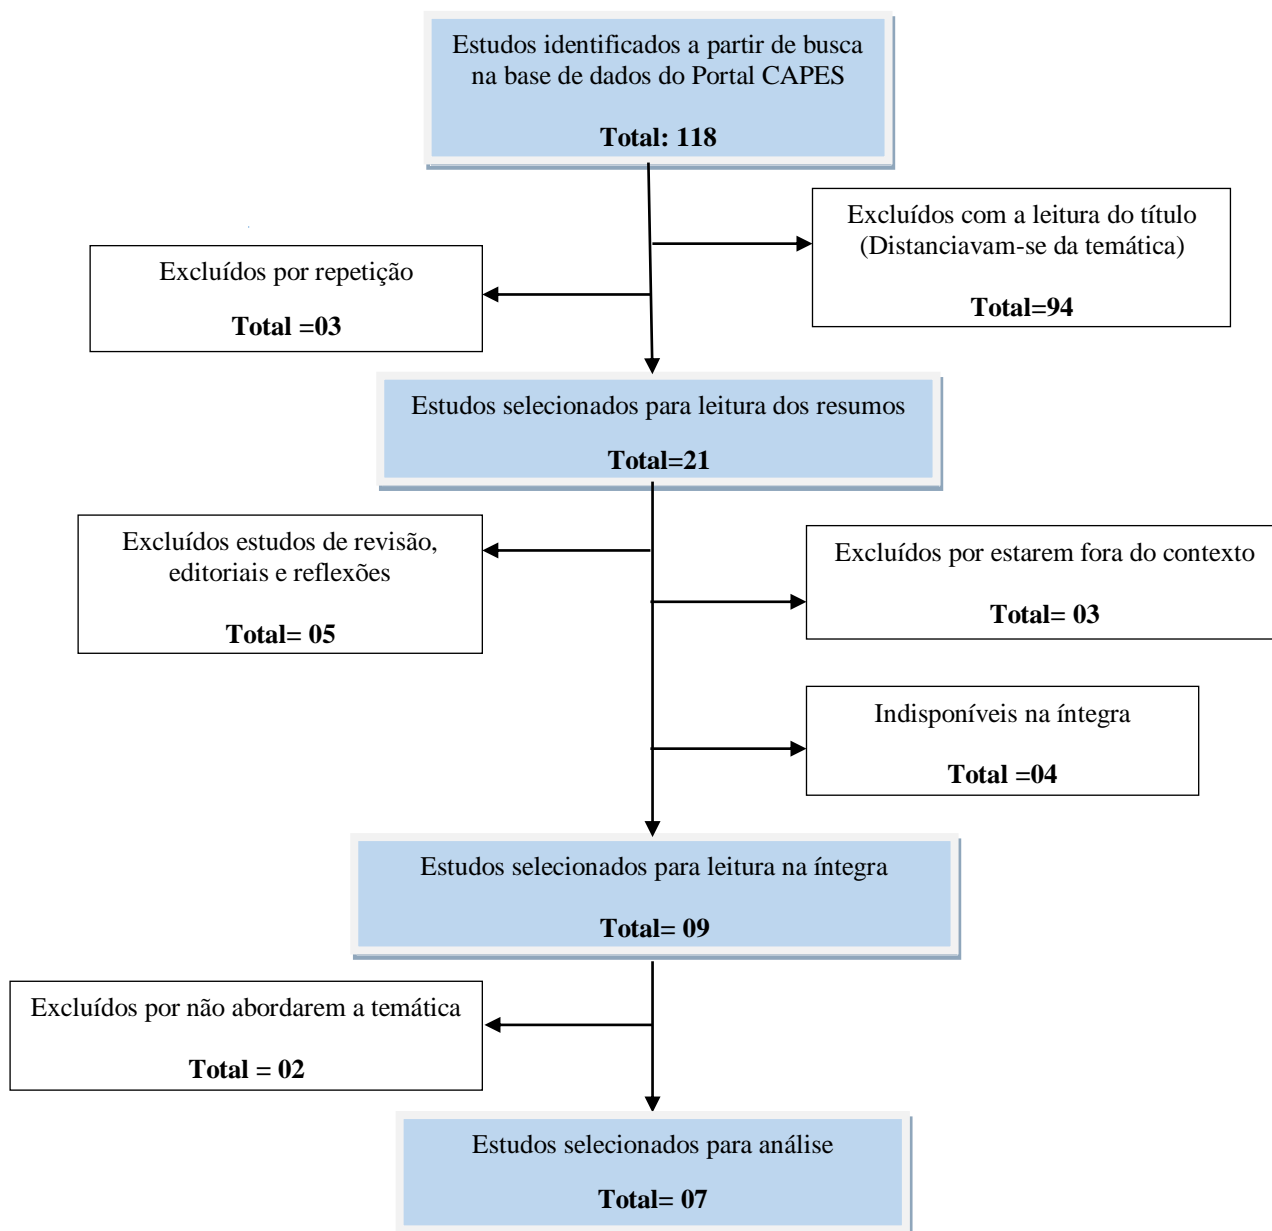 Estudos identificados a partir de busca
na base de dados do Portal CAPES
Total: 118
Excluídos com a leitura do título
(Distanciavam-se da temática)
Total=94
Excluídos por repetição
Total =03
Estudos selecionados para leitura dos resumos
Total=21
Excluídos estudos de revisão,
editoriais e reflexões
Total= 05
Excluídos por estarem fora do contexto
Total= 03
Indisponíveis na íntegra
Total =04
Estudos selecionados para leitura na íntegra
Total= 09
Excluídos por não abordarem a temática
Total = 02
Estudos selecionados para análise
Total= 07